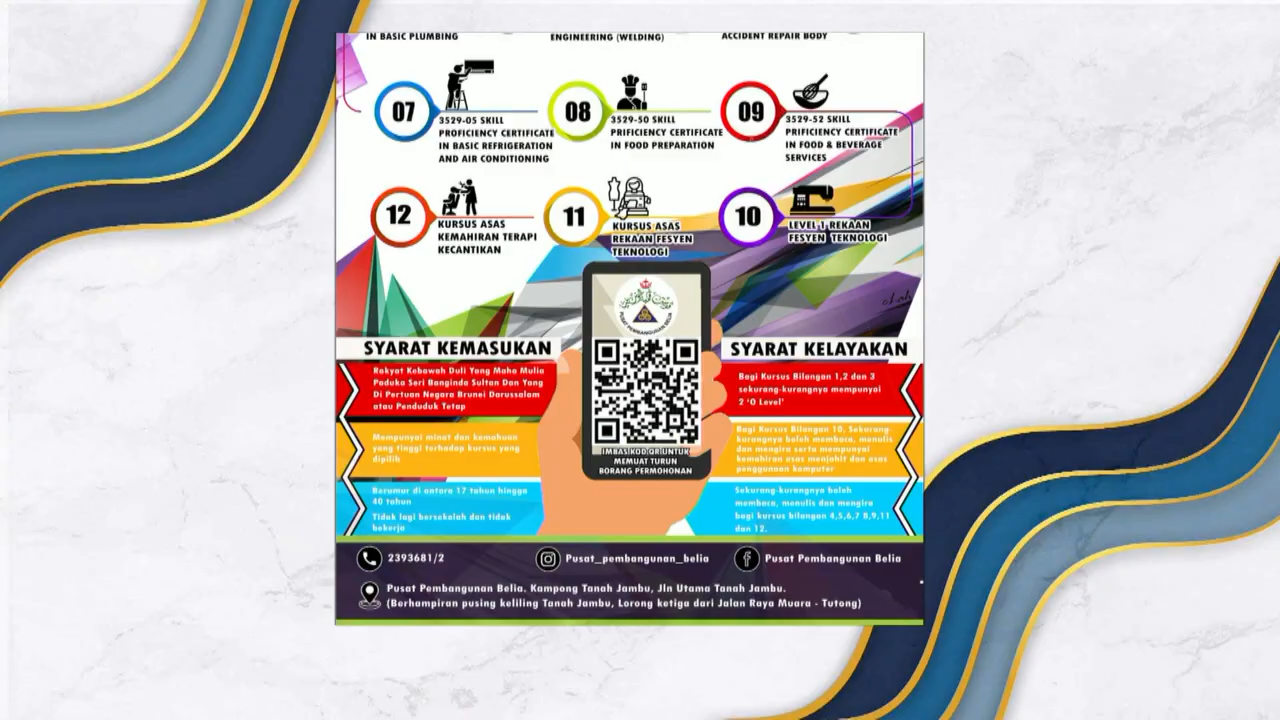 IN BASIC PLUMBING
ENGINEERING (WELDING)
ACCIDENT REPAIR BODY
07
3529-05 SKILL
PROFICIENCY CERTIFICATE
IN BASIC REFRIGERATION
AND AIR CONDITIONING
08
3529-50 SKILL
PRIFICIENCY CERTIFICATE
IN FOOD PREPARATION
09
3529-52 SKILL
PRIFICIENCY CERTIFICATE
IN FOOD & BEVERAGE
SERVICES
12
KURSUS ASAS
KEMAHIRAN TERAPI
KECANTIKAN
11
KURSUS ASAS
REKAAN FESYEN
TEKNOLOGI
10
LEVEL 1 REKAAN
FESYEN TEKNOLOGI
PUSAT PEMBANGUNAN BELIA
SYARAT KEMASUKAN
Rakyat Kebawah Duli Yang Maha Mulia
Paduka Seri Baginda Sultan Dan Yang
Di Pertuan Negara Brunei Darussalam
atau Penduduk Tetap
Mempunyai minat dan kemahuan
yang tinggi terhadap kursus yang
dipilih
Berumur di antara 17 tahun hingga
40 tahun
Tidak lagi bersekolah dan tidak
bekerja
IMBAS KOD QR UNTUK
MEMUAT TURUN
BORANG PERMOHONAN
SYARAT KELAYAKAN
Bagi Kursus Bilangan 1,2 dan 3
sekurang-kurangnya mempunyai
2 'O Level'
Bagi Kursus Bilangan 10, Sekurang-
kurangnya boleh membaca, menulis
dan mengira serta mempunyai
kemahiran asas menjahit dan asas
penggunaan komputer
Sekurang-kurangnya boleh
membaca, menulis dan mengira
bagi kursus bilangan 4,5,6,7 8,9,11
dan 12.
2393681/2
Pusat_pembangunan_belia
Pusat Pembangunan Belia
Pusat Pembangunan Belia. Kampong Tanah Jambu, Jln Utama Tanah Jambu.
(Berhampiran pusing keliling Tanah Jambu, Lorong ketiga dari Jalan Raya Muara - Tutong)